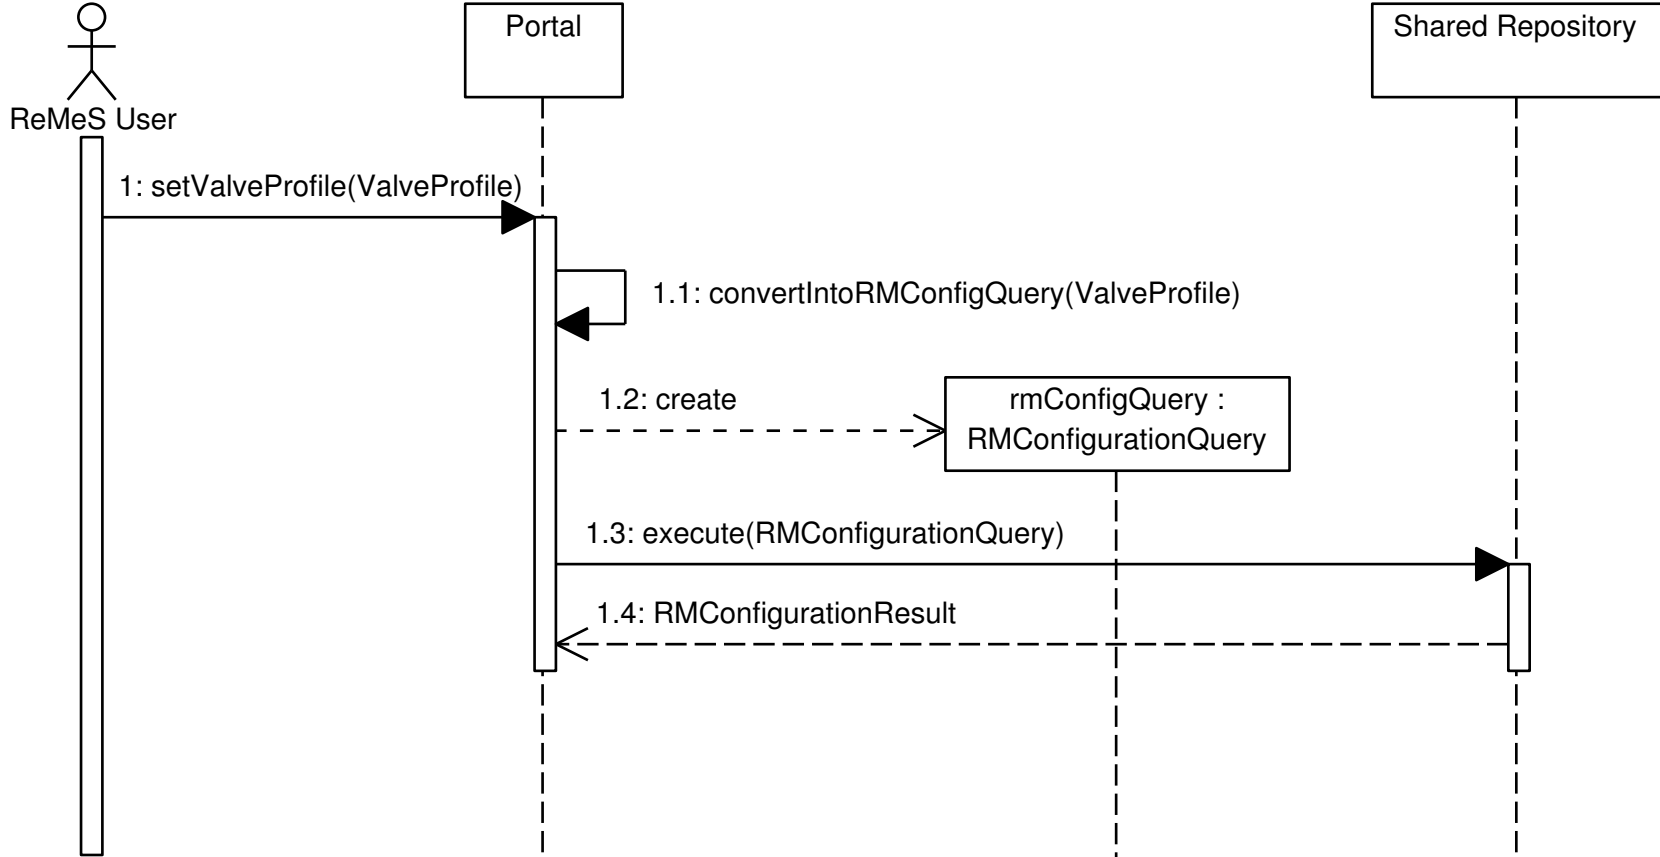 Portal
Shared Repository
ReMeS User
1: setValveProfile(ValveProfile)
1.1: convertIntoRMConfigQuery(ValveProfile)
1.2: create
rmConfigQuery :
RMConfigurationQuery
1.3: execute(RMConfigurationQuery)
1.4: RMConfigurationResult